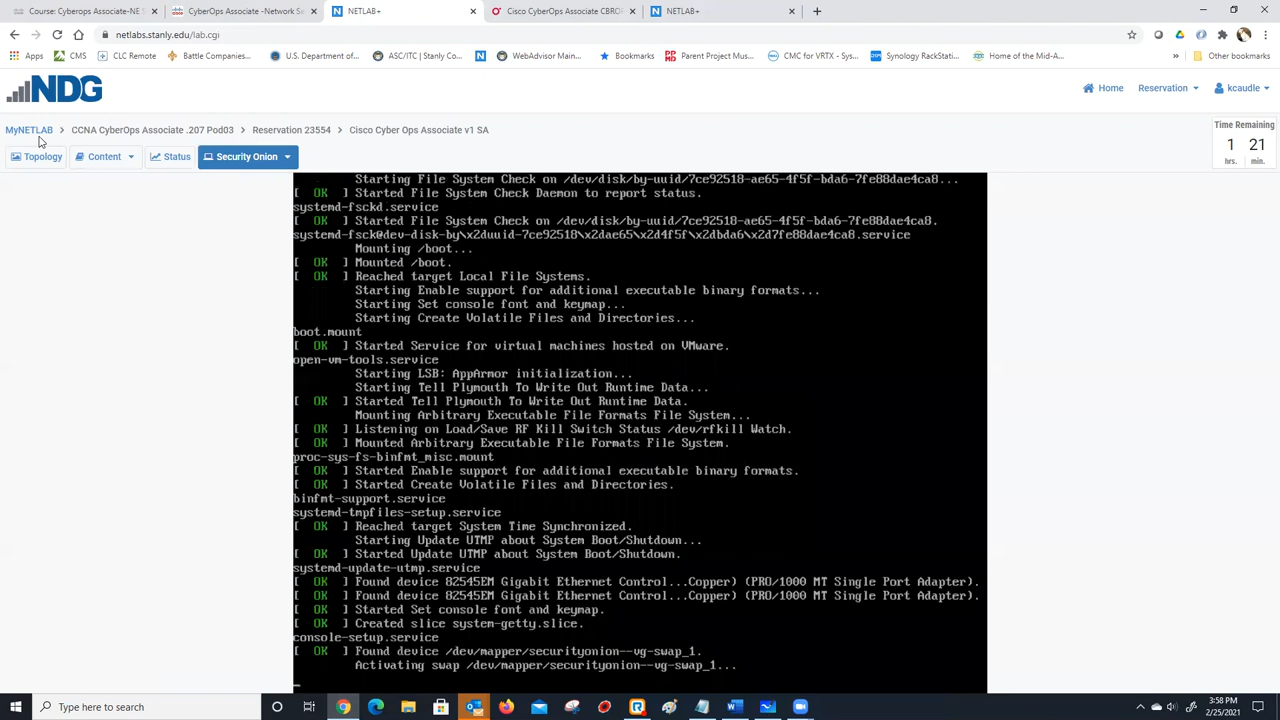 Course: CyberOps Associate-NE S
CyberOps Associate -Network Se
NETLAB+
Cisco CyberOps Associate CBROP
NETLAB+
netlabs.stanly.edu/lab.cgi
Apps
CMS
CLC Remote
Battle Companies...
U.S. Department of...
ASC/ITC | Stanly Co...
WebAdvisor Main...
Bookmarks
Parent Project Mus...
CMC for VRTX - Sys...
Synology RackStati...
Home of the Mid-A...
»
Other bookmarks
NDG
Home
Reservation
kcaudle
MyNETLAB > CCNA CyberOps Associate .207 Pod03 > Reservation 23554 > Cisco Cyber Ops Associate v1 SA
Time Remaining
1 21
hrs. min.
Topology
Content
Status
Security Onion
Starting File System Check on /dev/disk/by-uuid/7ce92518-ae65-4f5f-bda6-7fe88dae4ca8...
[ OK ] Started File System Check Daemon to report status.
systemd-fsckd.service
[ OK ] Started File System Check on /dev/disk/by-uuid/7ce92518-ae65-4f5f-bda6-7fe88dae4ca8.
systemd-fsck@dev-disk-by\x2duuid-7ce92518\x2dae65\x2d4f5f\x2dbda6\x2d7fe88dae4ca8.service
Mounting /boot...
[ OK ] Mounted /boot.
[ OK ] Reached target Local File Systems.
Starting Enable support for additional executable binary formats...
Starting Set console font and keymap...
Starting Create Volatile Files and Directories...
boot.mount
[ OK ] Started Service for virtual machines hosted on VMware.
open-vm-tools.service
Starting LSB: AppArmor initialization...
Starting Tell Plymouth To Write Out Runtime Data...
[ OK ] Started Tell Plymouth To Write Out Runtime Data.
Mounting Arbitrary Executable File Formats File System...
[ OK ] Listening on Load/Save RF Kill Switch Status /dev/rfkill Watch.
[ OK ] Mounted Arbitrary Executable File Formats File System.
proc-sys-fs-binfmt_misc.mount
[ OK ] Started Enable support for additional executable binary formats.
[ OK ] Started Create Volatile Files and Directories.
binfmt-support.service
systemd-tmpfiles-setup.service
[ OK ] Reached target System Time Synchronized.
Starting Update UTMP about System Boot/Shutdown...
[ OK ] Started Update UTMP about System Boot/Shutdown.
systemd-update-utmp.service
[ OK ] Found device 82545EM Gigabit Ethernet Control...Copper) (PRO/1000 MT Single Port Adapter).
[ OK ] Found device 82545EM Gigabit Ethernet Control...Copper) (PRO/1000 MT Single Port Adapter).
[ OK ] Started Set console font and keymap.
[ OK ] Created slice system-getty.slice.
console-setup.service
[ OK ] Found device /dev/mapper/securityonion--vg-swap_1.
Activating swap /dev/mapper/securityonion--vg-swap_1...
Type here to search
3:58 PM
2/25/2021